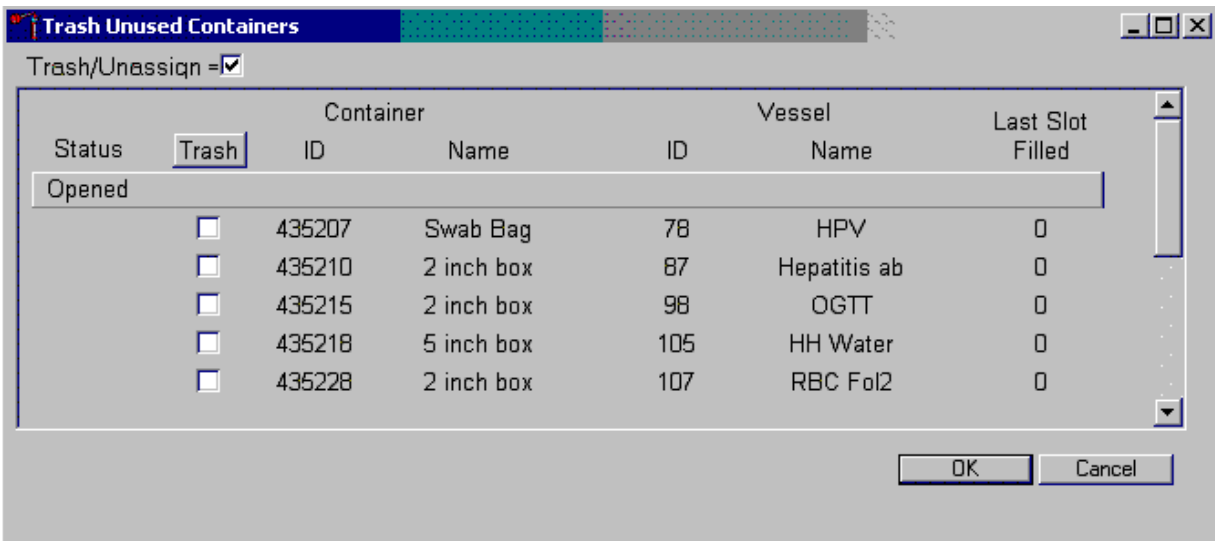 Trash Unused Containers
Trash/Unassign =
Container Vessel Last Slot
Status Trash ID Name ID Name Filled
Opened
435207 Swab Bag 78 HPV 0
435210 2 inch box 87 Hepatitis ab 0
435215 2 inch box 98 OGTT 0
435218 5 inch box 105 HH Water 0
435228 2 inch box 107 RBC Fol2 0
OK Cancel